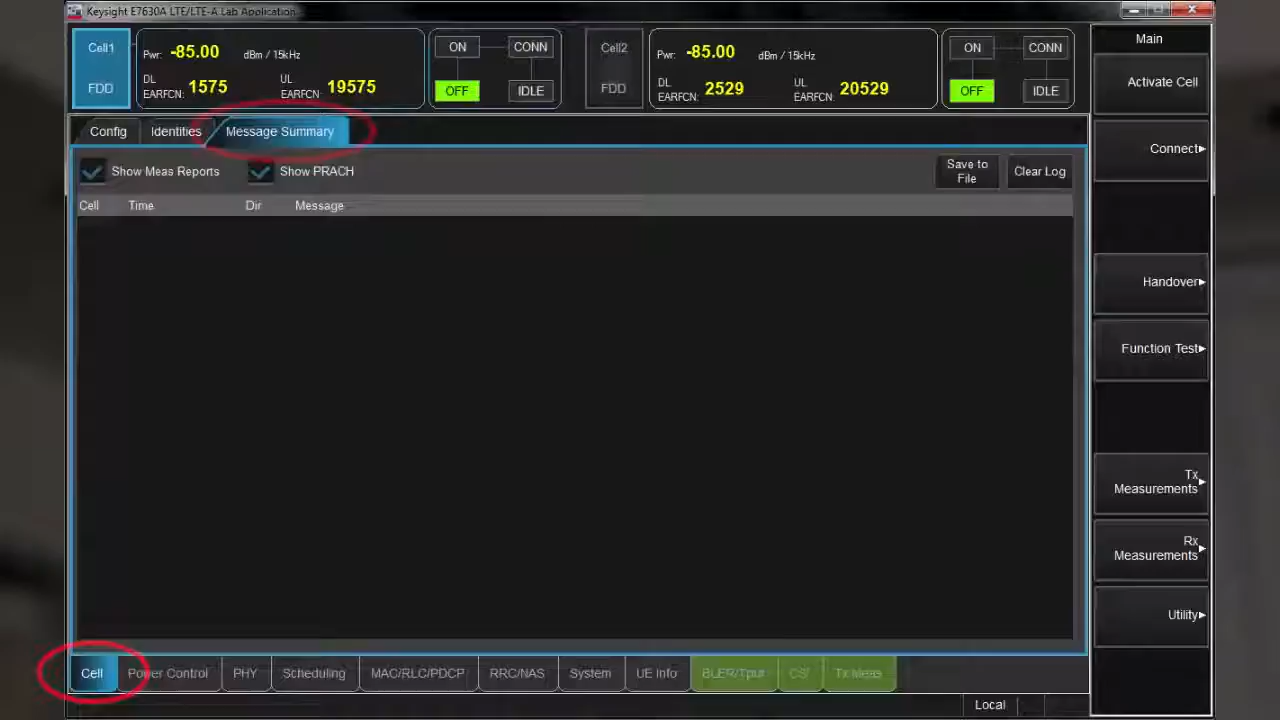 Keysight E7630A LTE/LTE-A Lab Application
Cell1
FDD
Pwr: -85.00 dBm / 15kHz
DL EARFCN: 1575
UL EARFCN: 19575
ON CONN
OFF IDLE
Cell2
FDD
Pwr: -85.00 dBm / 15kHz
DL EARFCN: 2529
UL EARFCN: 20529
ON CONN
OFF IDLE
Main
Activate Cell
Connect
Handover
Function Test
Tx
Measurements
Rx
Measurements
Utility
Config Identities Message Summary
Show Meas Reports Show PRACH
Save to
File
Clear Log
Cell Time Dir Message
Cell Power Control PHY Scheduling MAC/RLC/PDCP RRC/NAS System UE Info BLER/Tput CSI Tx Meas
Local